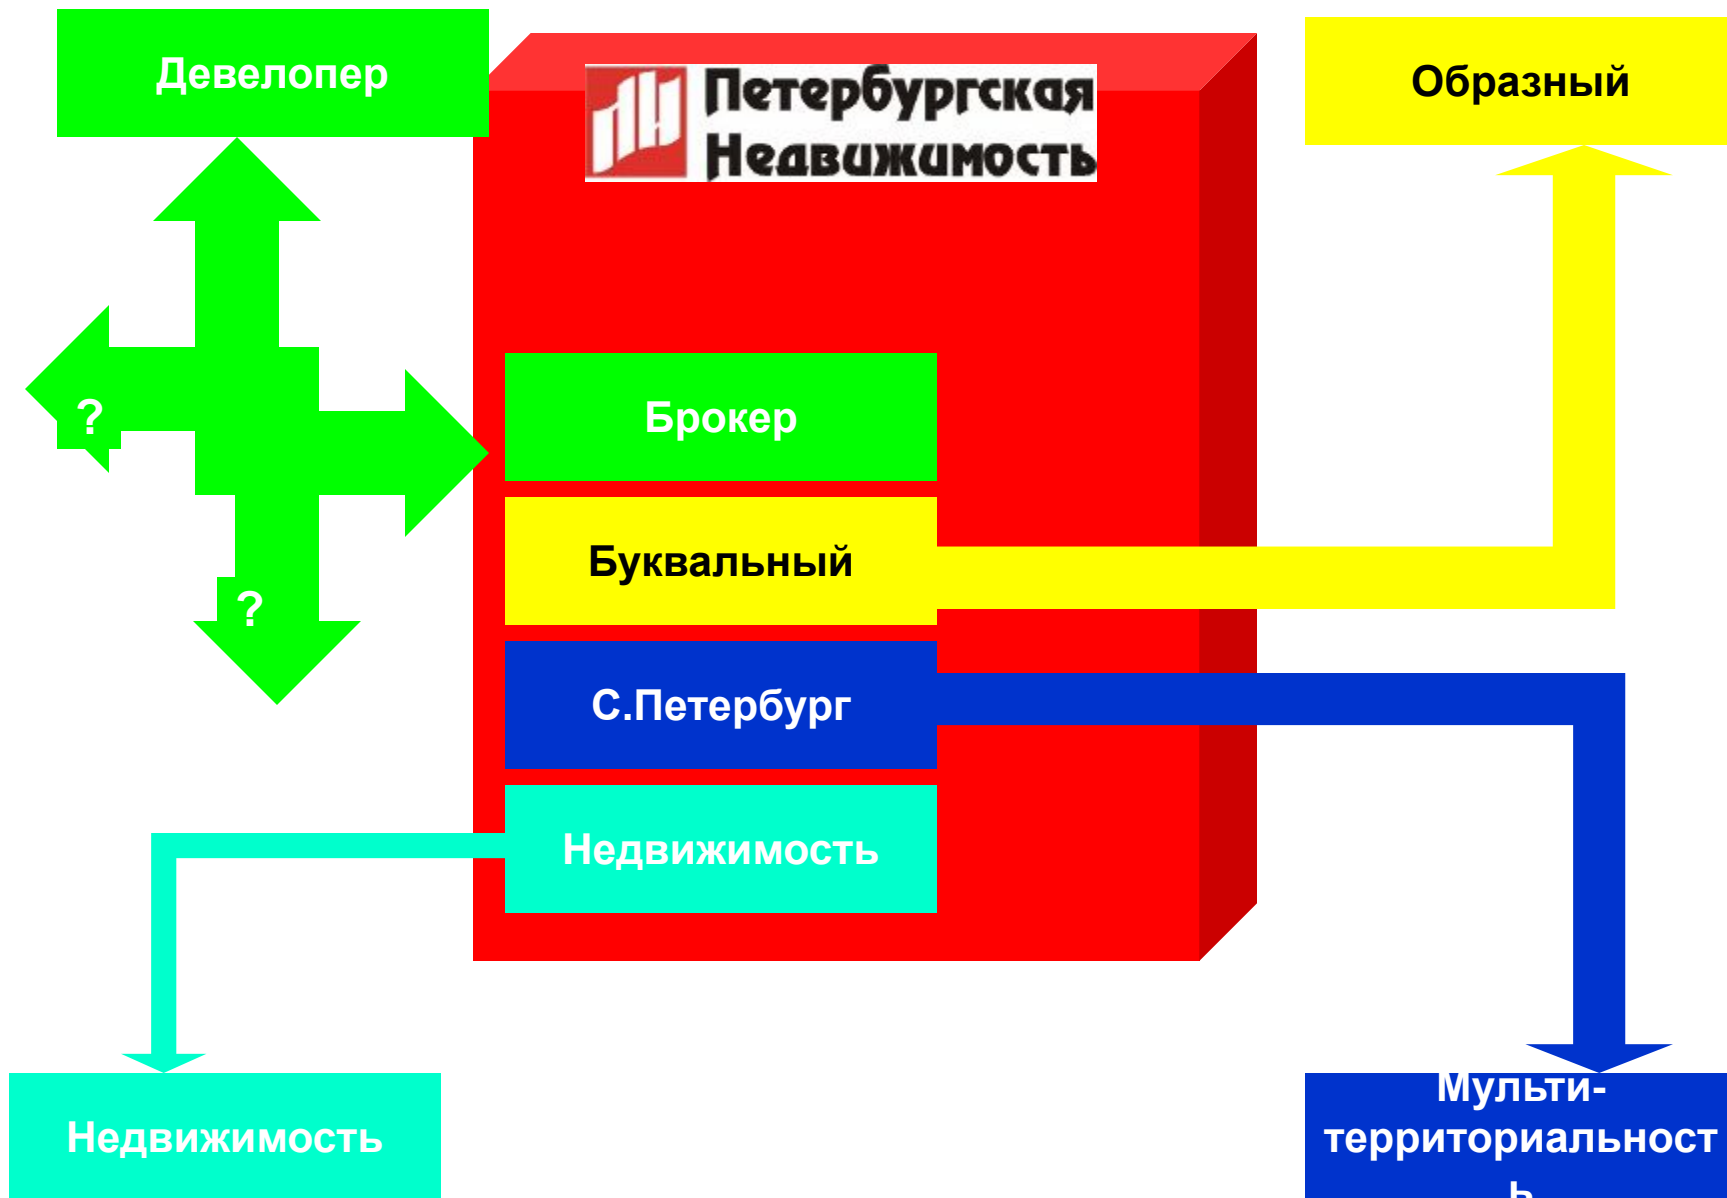 Девелопер
Петербургская
Недвижимость
Образный
?
Брокер
?
Буквальный
С.Петербург
Недвижимость
Недвижимость
Мульти-
территориальност
ь